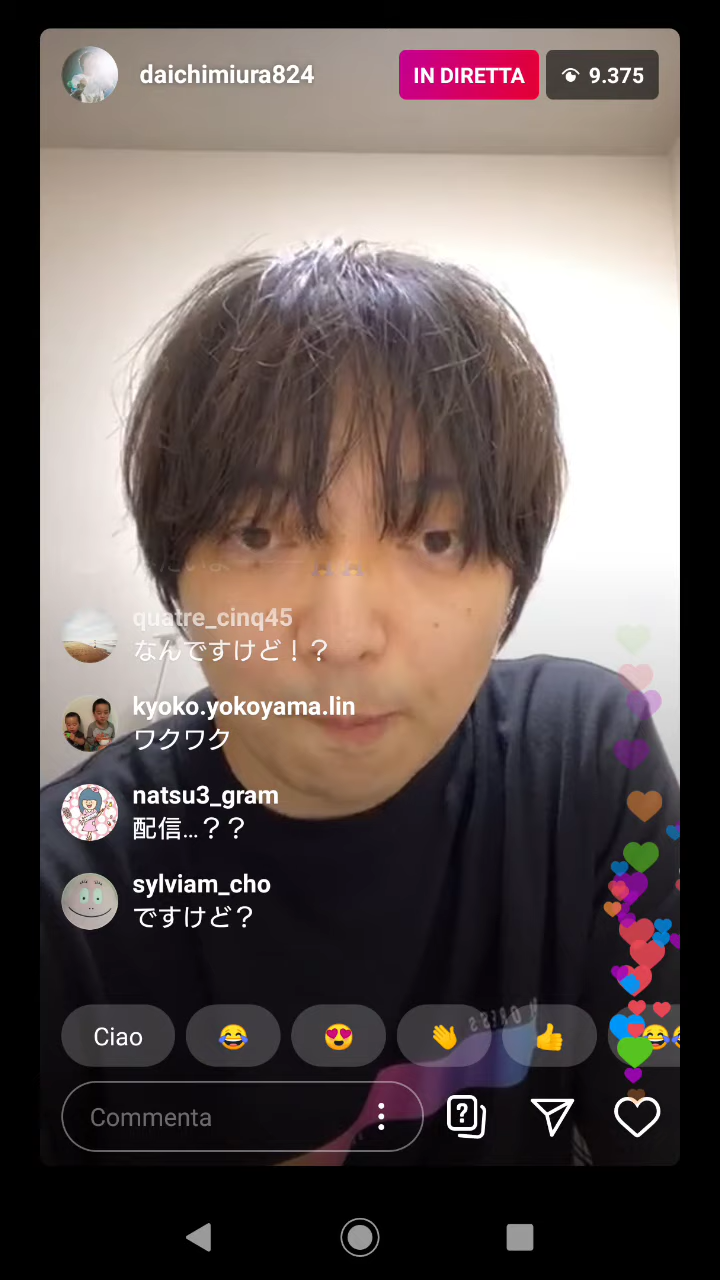 daichimiura824
IN DIRETTA
9.375
quatre_cinq45
なんですけど！？
kyoko.yokoyama.lin
ワクワク
natsu3_gram
配信...？？
sylviam_cho
ですけど？
Ciao
Commenta